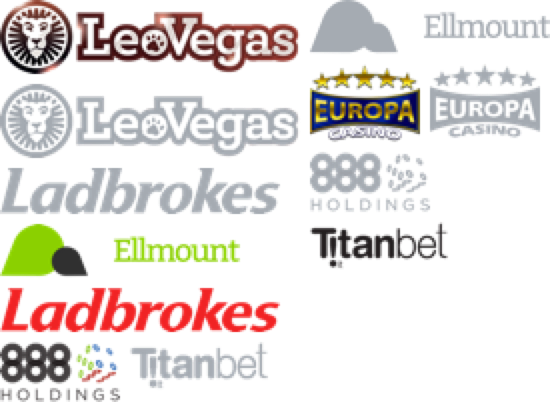 LeoVegas
Ellmount
LeoVegas
EUROPA
CASINO
EUROPA
CASINO
Ladbrokes
888
HOLDINGS
Ellmount
Titanbet
Ladbrokes
888
HOLDINGS
Titanbet